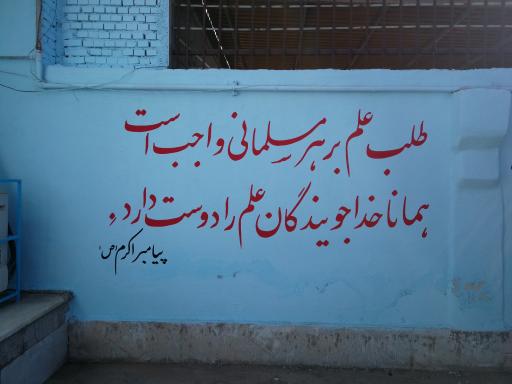 طلب علم بر هر مسلمانی واجب است
همانا خدا جویندگان علم را دوست دارد
پیامبر اکرم (ص)